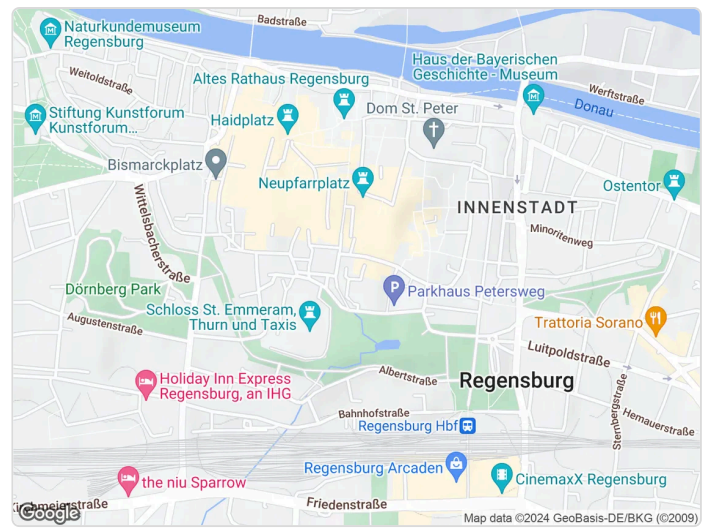 Badstraße
Naturkundemuseum
Regensburg
Haus der Bayerischen
Geschichte - Museum
Weitoldstraße
Altes Rathaus Regensburg
Werftstraße
Stiftung Kunstforum
Kunstforum...
Haidplatz
Dom St. Peter
Donau
Bismarckplatz
Neupfarrplatz
Ostentor
Wittelsbacherstraße
INNENSTADT
Minoritenweg
Dörnberg Park
Parkhaus Petersweg
Schloss St. Emmeram,
Thurn und Taxis
Augustenstraße
Trattoria Sorano
Luitpoldstraße
Holiday Inn Express
Regensburg, an IHG
Albertstraße
Regensburg
Sternbergstraße
Bahnhofstraße
Hemauerstraße
Regensburg Hbf
Regensburg Arcaden
CinemaxX Regensburg
the niu Sparrow
Friedenstraße
Google
Map data ©2024 GeoBasis-DE/BKG (©2009)